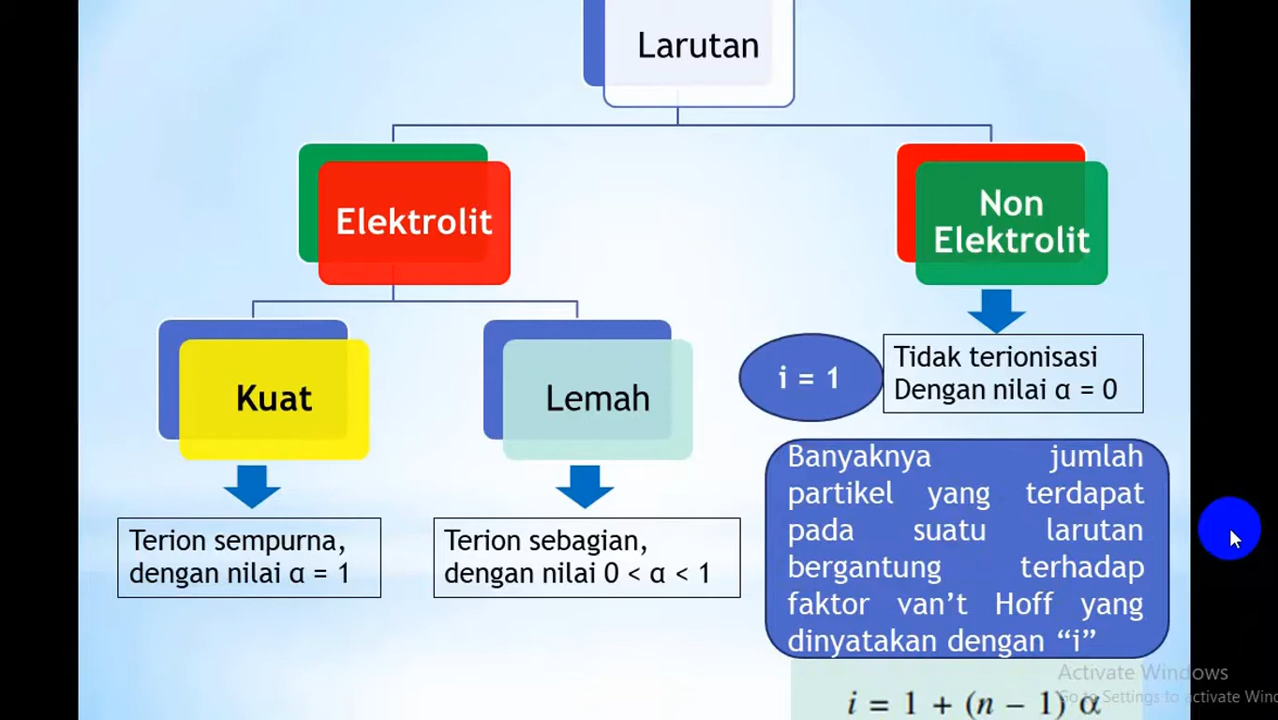 Larutan
Elektrolit
Non
Elektrolit
Kuat
Lemah
i = 1
Tidak terionisasi
Dengan nilai α = 0
Terion sempurna,
dengan nilai α = 1
Terion sebagian,
dengan nilai 0 < α < 1
Banyaknya jumlah
partikel yang terdapat
pada suatu larutan
bergantung terhadap
faktor van’t Hoff yang
dinyatakan dengan “i”
i = 1 + (n – 1) α
Activate Windows
Go to Settings to activate Win